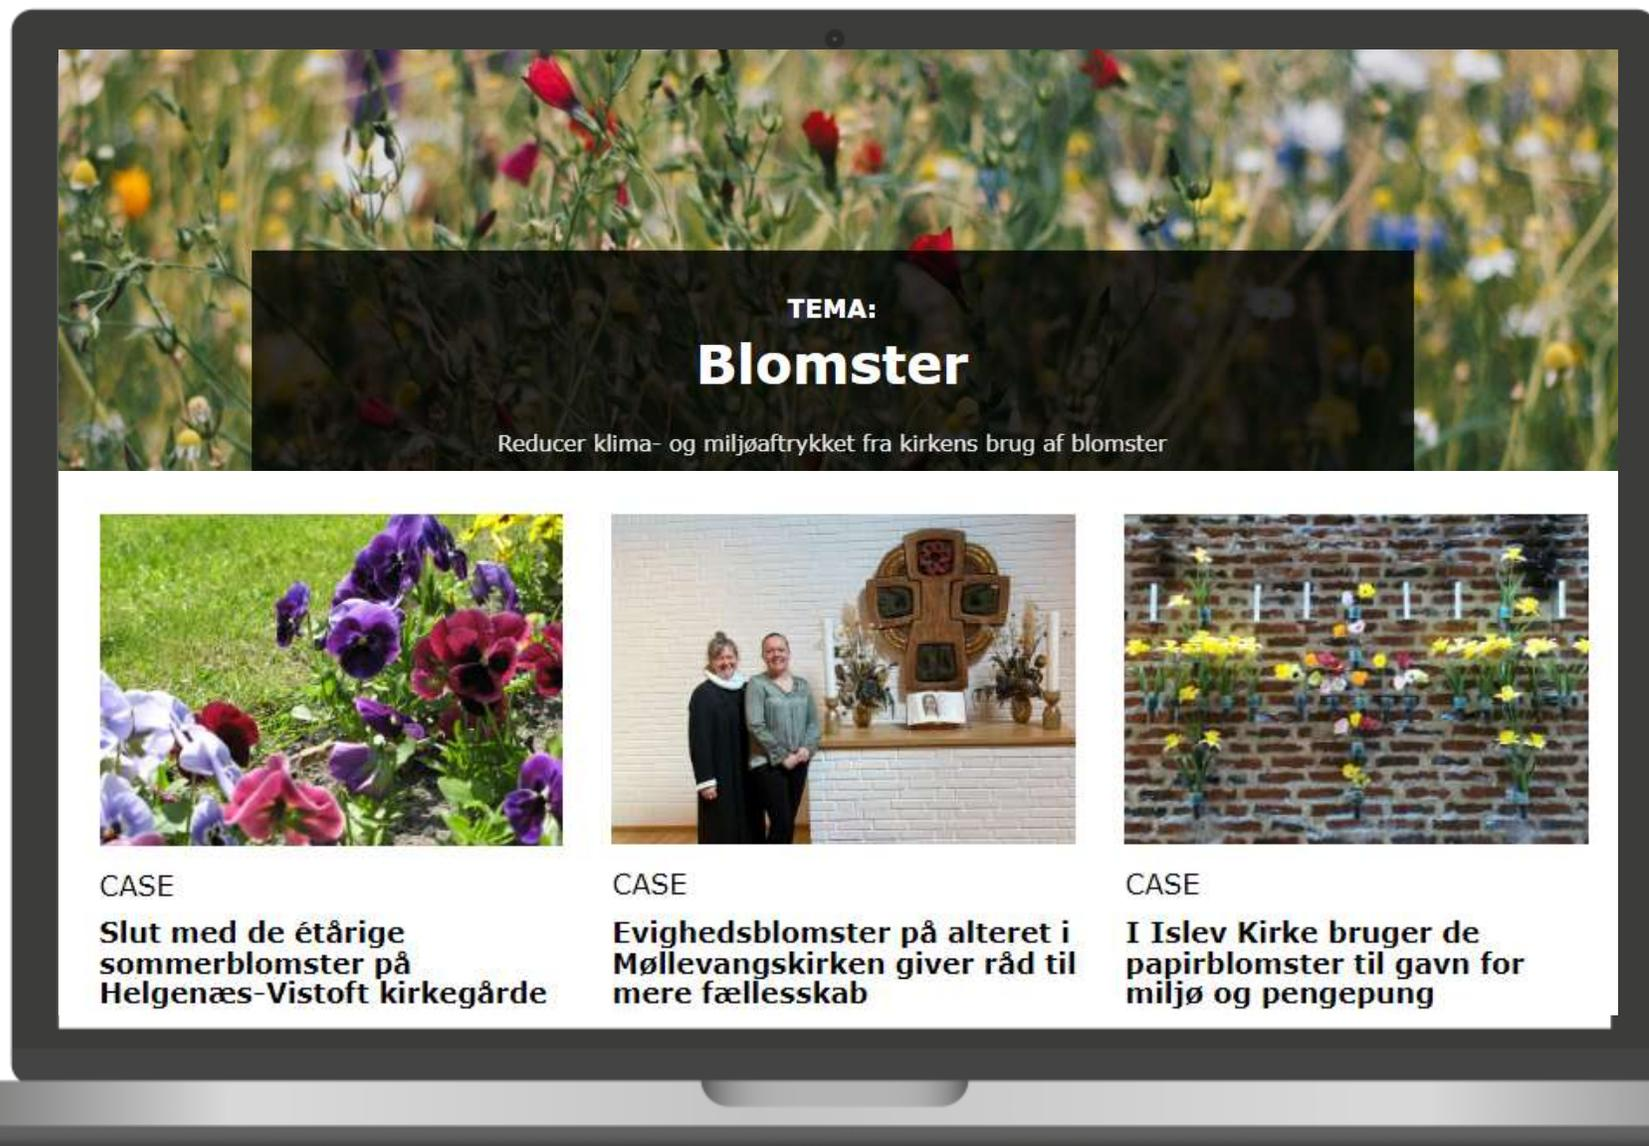 TEMA:
Blomster
Reducer klima- og miljøaftrykket fra kirkens brug af blomster
CASE
Slut med de étårige
sommerblomster på
Helgenæs-Vistoft kirkegårde
CASE
Evighedsblomster på alteret i
Møllevangskirken giver råd til
mere fællesskab
CASE
I Islev Kirke bruger de
papirblomster til gavn for
miljø og pengepung